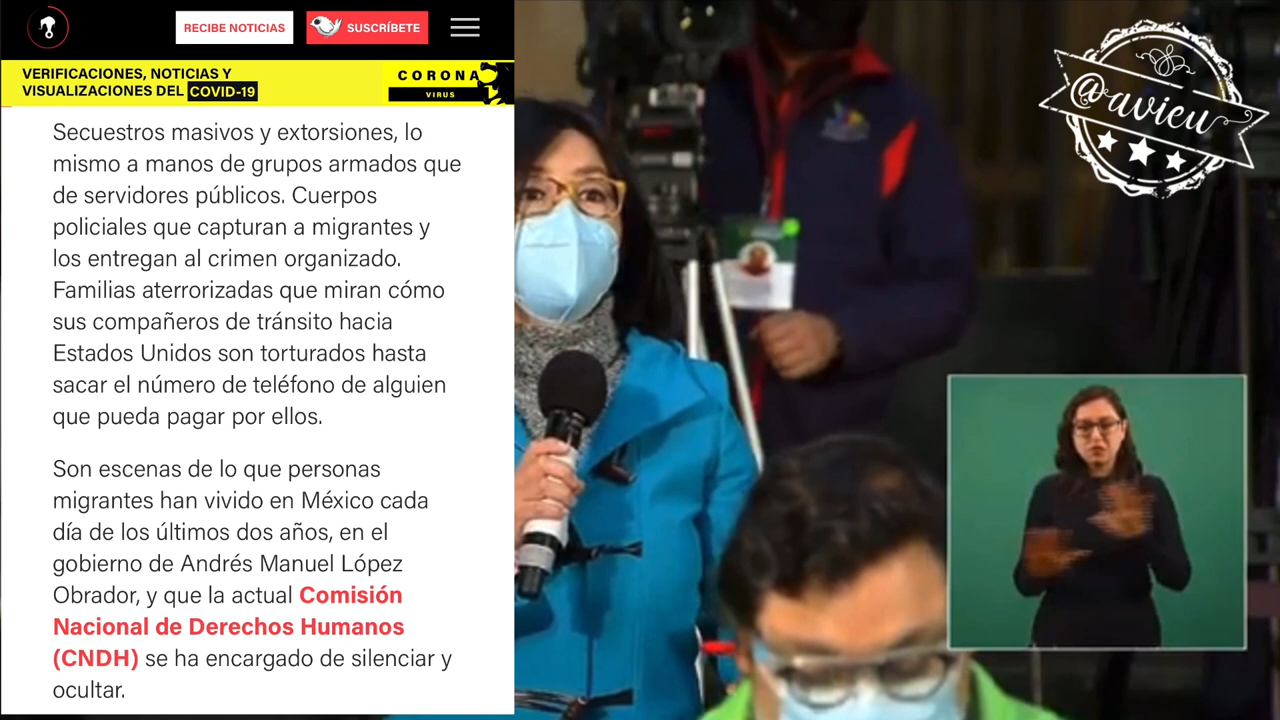 RECIBE NOTICIAS
SUSCRÍBETE
VERIFICACIONES, NOTICIAS Y
VISUALIZACIONES DEL COVID-19
CORONA
VIRUS
Secuestros masivos y extorsiones, lo
mismo a manos de grupos armados que
de servidores públicos. Cuerpos
policiales que capturan a migrantes y
los entregan al crimen organizado.
Familias aterrorizadas que miran cómo
sus compañeros de tránsito hacia
Estados Unidos son torturados hasta
sacar el número de teléfono de alguien
que pueda pagar por ellos.
Son escenas de lo que personas
migrantes han vivido en México cada
día de los últimos dos años, en el
gobierno de Andrés Manuel López
Obrador, y que la actual Comisión
Nacional de Derechos Humanos
(CNDH) se ha encargado de silenciar y
ocultar.
@avieu